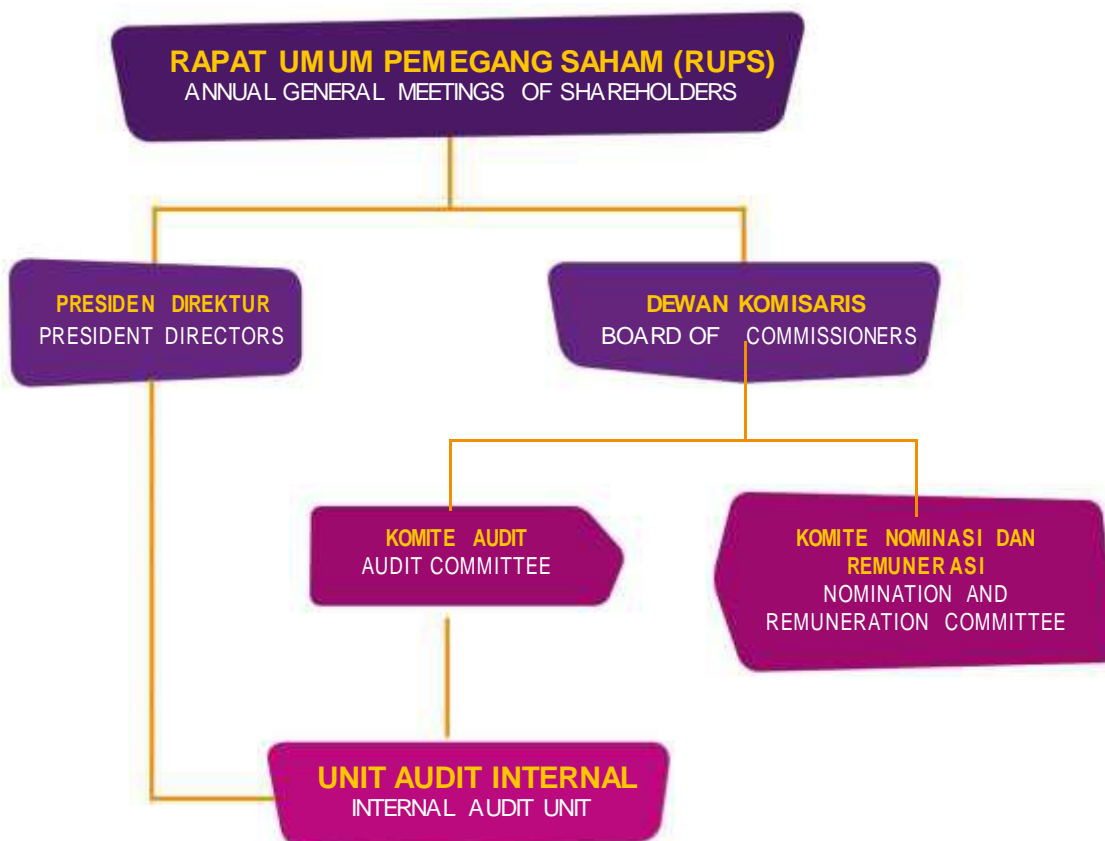 RAPAT UMUM PEMEGANG SAHAM (RUPS)
ANNUAL GENERAL MEETINGS OF SHAREHOLDERS
PRESIDEN DIREKTUR
PRESIDENT DIRECTORS
DEWAN KOMISARIS
BOARD OF COMMISSIONERS
KOMITE AUDIT
AUDIT COMMITTEE
KOMITE NOMINASI DAN
REMUNERASI
NOMINATION AND
REMUNERATION COMMITTEE
UNIT AUDIT INTERNAL
INTERNAL AUDIT UNIT